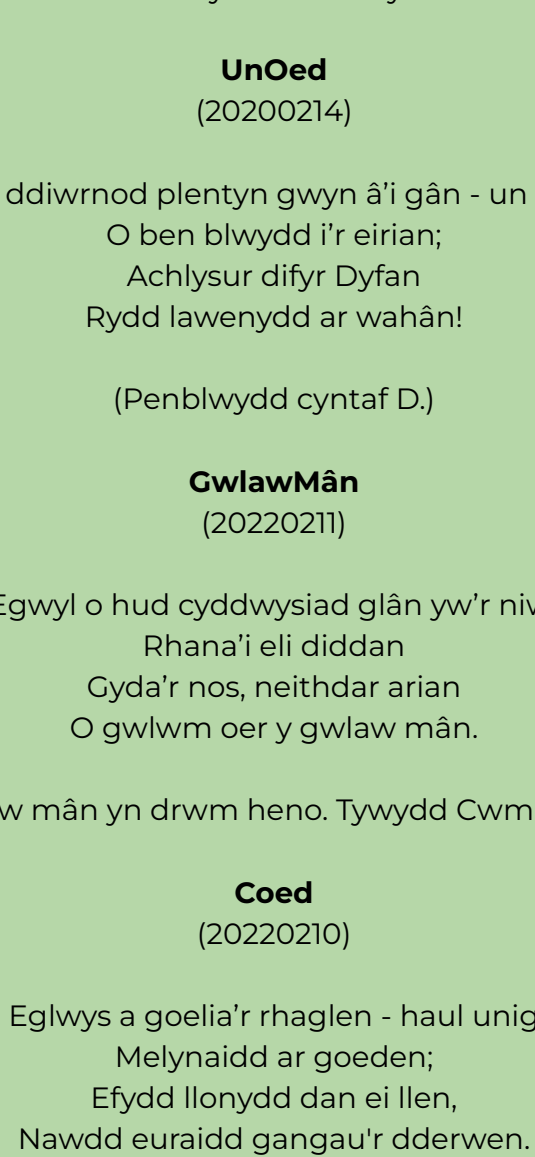 UnOed
(20200214)
ddiwrnod plentyn gwyn â'i gân - un
O ben blwydd i'r eirian;
Achlysur difyr Dyfan
Rydd lawenydd ar wahân!
(Penblwydd cyntaf D.)
GwlawMân
(20220211)
Egwyl o hud cyddwysiad glân yw'r
Rhana'i eli diddan
Gyda'r nos, neithdar arian
O gwlwm oer y gwlaw mân.
mân yn drwm heno. Tywydd Cwm
Coed
(20220210)
Eglwys a goelia'r rhaglen - haul
Melynaidd ar goeden;
Efydd llonydd dan ei llen,
Nawdd euraidd gangau'r dderwen.